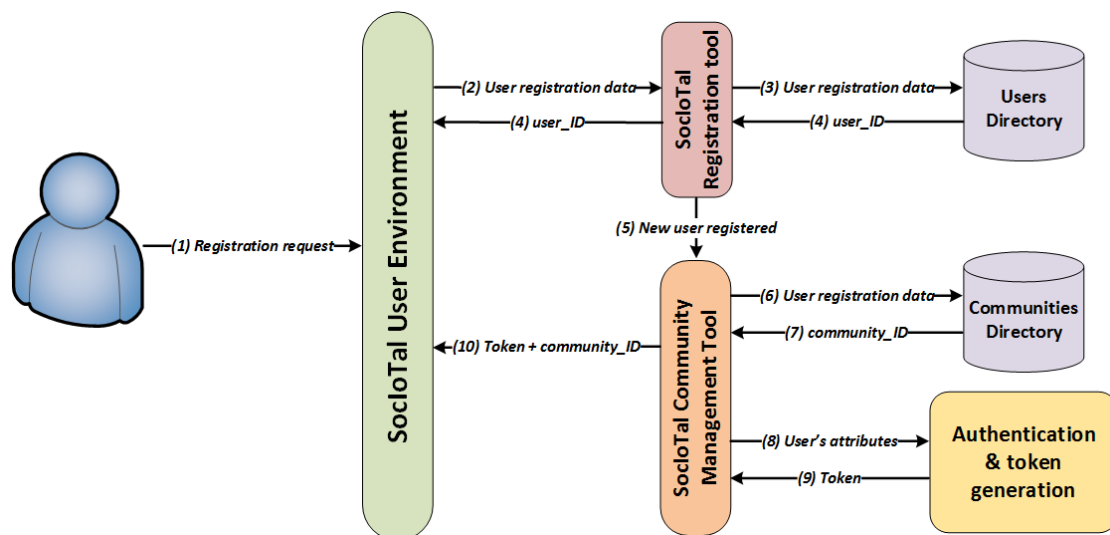 (1) Registration request
SocIoTal User Environment
(2) User registration data
(4) user_ID
SocIoTal
Registration tool
(3) User registration data
(4) user_ID
Users
Directory
(5) New user registered
SocIoTal Community
Management Tool
(6) User registration data
(7) community_ID
Communities
Directory
(10) Token + community_ID
(8) User's attributes
(9) Token
Authentication
& token
generation